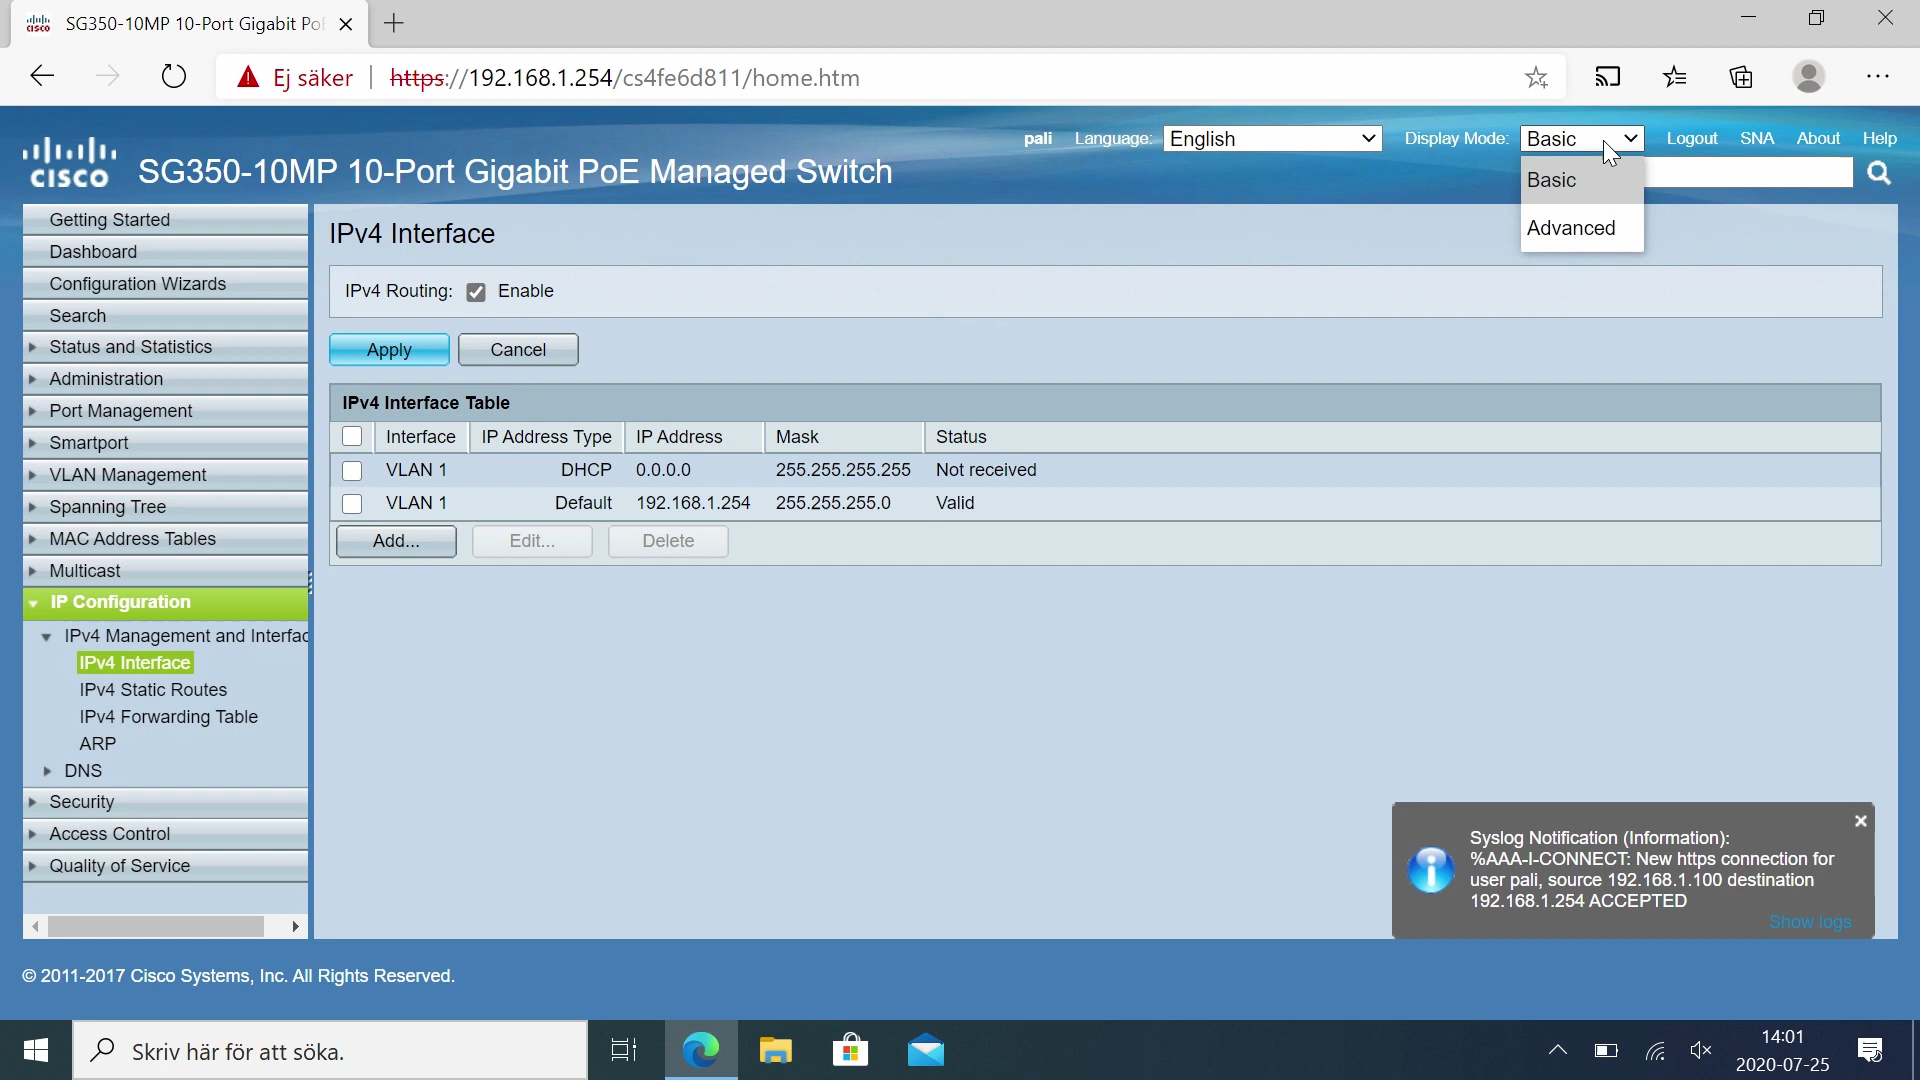 SG350-10MP 10-Port Gigabit Po
Ej säker
https://192.168.1.254/cs4fe6d811/home.htm
pali
Language:
English
Display Mode:
Basic
Logout
SNA
About
Help
CISCO
SG350-10MP 10-Port Gigabit PoE Managed Switch
Basic
Advanced
Getting Started
Dashboard
Configuration Wizards
Search
Status and Statistics
Administration
Port Management
Smartport
VLAN Management
Spanning Tree
MAC Address Tables
Multicast
IP Configuration
IPv4 Management and Interfac
IPv4 Interface
IPv4 Static Routes
IPv4 Forwarding Table
ARP
DNS
Security
Access Control
Quality of Service
IPv4 Interface
IPv4 Routing: Enable
Apply
Cancel
IPv4 Interface Table
Interface IP Address Type IP Address Mask Status
VLAN 1 DHCP 0.0.0.0 255.255.255.255 Not received
VLAN 1 Default 192.168.1.254 255.255.255.0 Valid
Add...
Edit...
Delete
Syslog Notification (Information):
%AAA-I-CONNECT: New https connection for
user pali, source 192.168.1.100 destination
192.168.1.254 ACCEPTED
Show logs
© 2011-2017 Cisco Systems, Inc. All Rights Reserved.
Skriv här för att söka.
14:01
2020-07-25